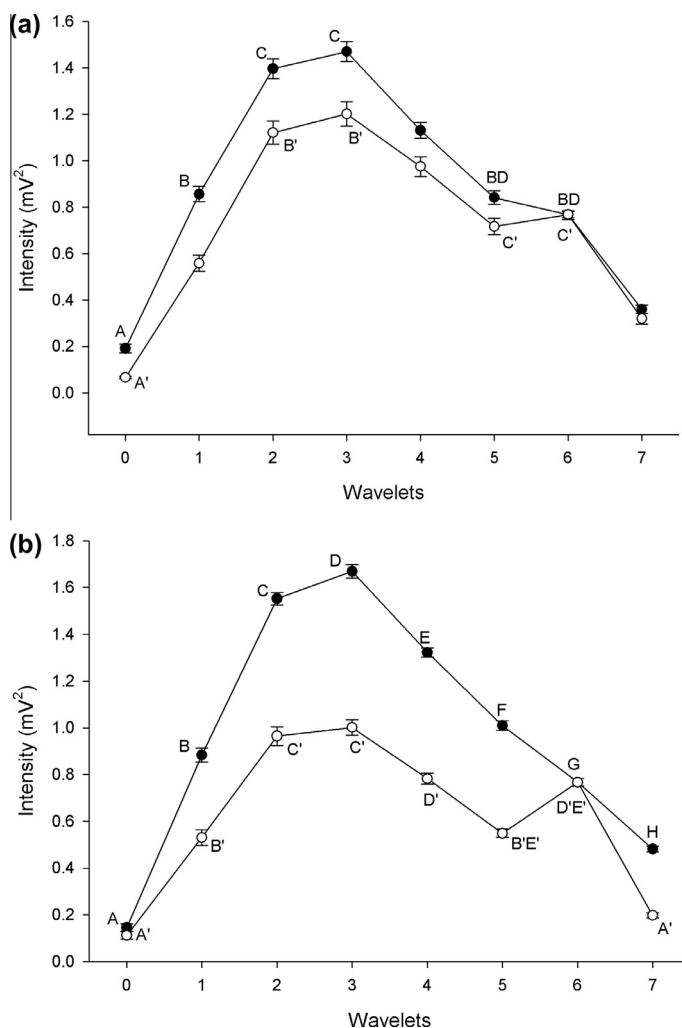 (a)
1.6
C
C
1.4
1.2
B'
B'
1.0
B
BD
0.8
BD
C'
C'
0.6
0.4
A
0.2
A'
0.0
Intensity (mV²)
0 1 2 3 4 5 6 7
Wavelets
(b)
1.8
D
1.6
C
1.4
E
1.2
F
1.0
C'
C'
B
G
0.8
D'
D'E'
0.6
B'
B'E'
H
0.4
0.2
A
A'
A'
0.0
Intensity (mV²)
0 1 2 3 4 5 6 7
Wavelets